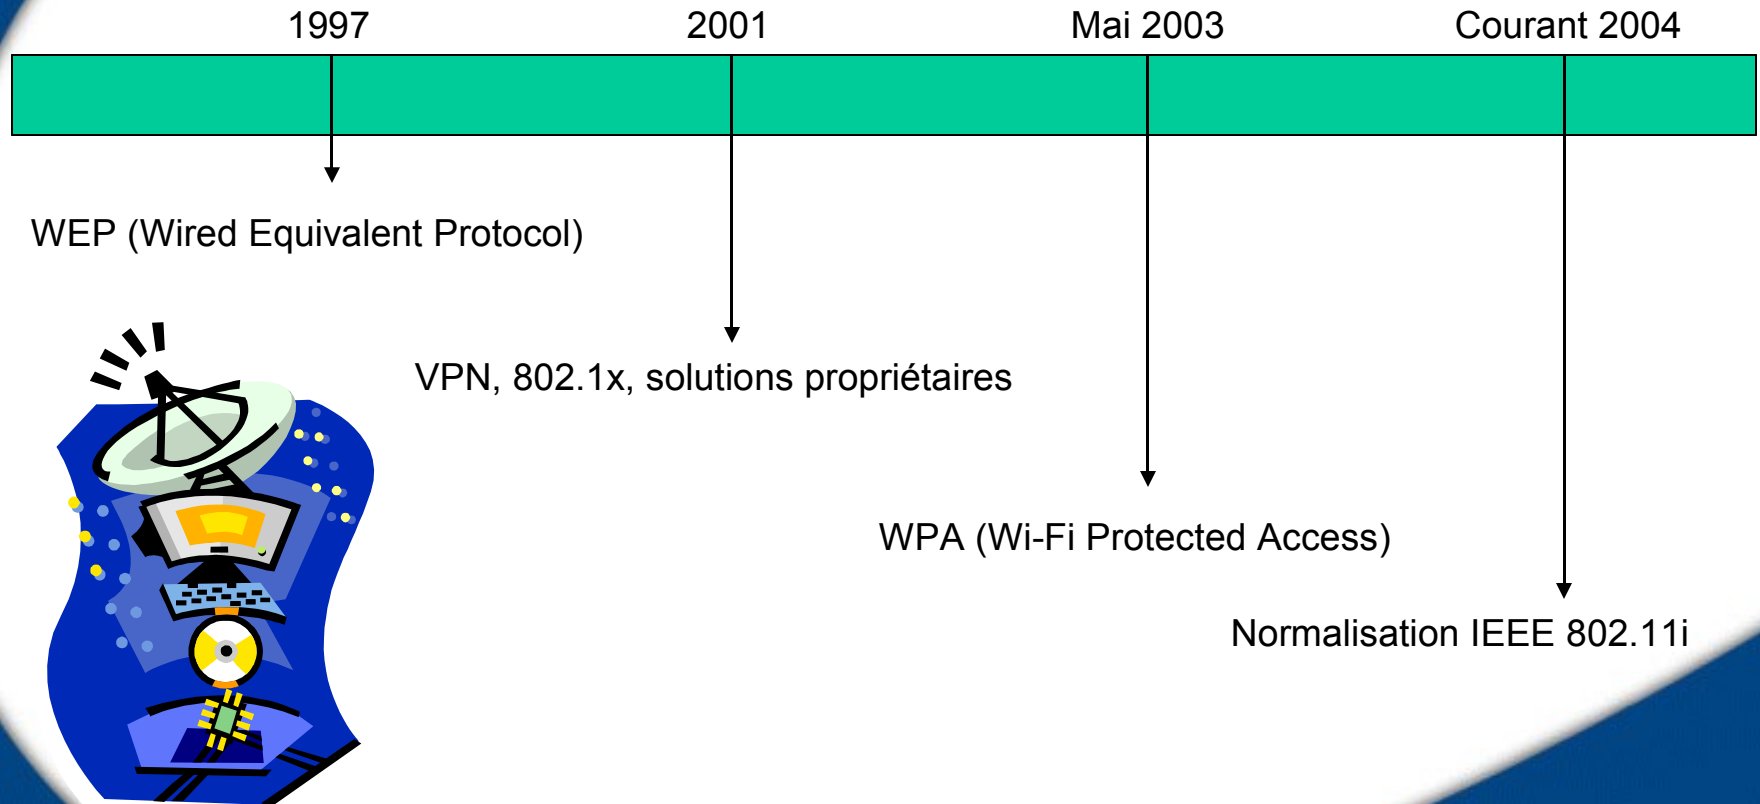 1997 2001 Mai 2003 Courant 2004
WEP (Wired Equivalent Protocol)
VPN, 802.1x, solutions propriétaires
WPA (Wi-Fi Protected Access)
Normalisation IEEE 802.11i